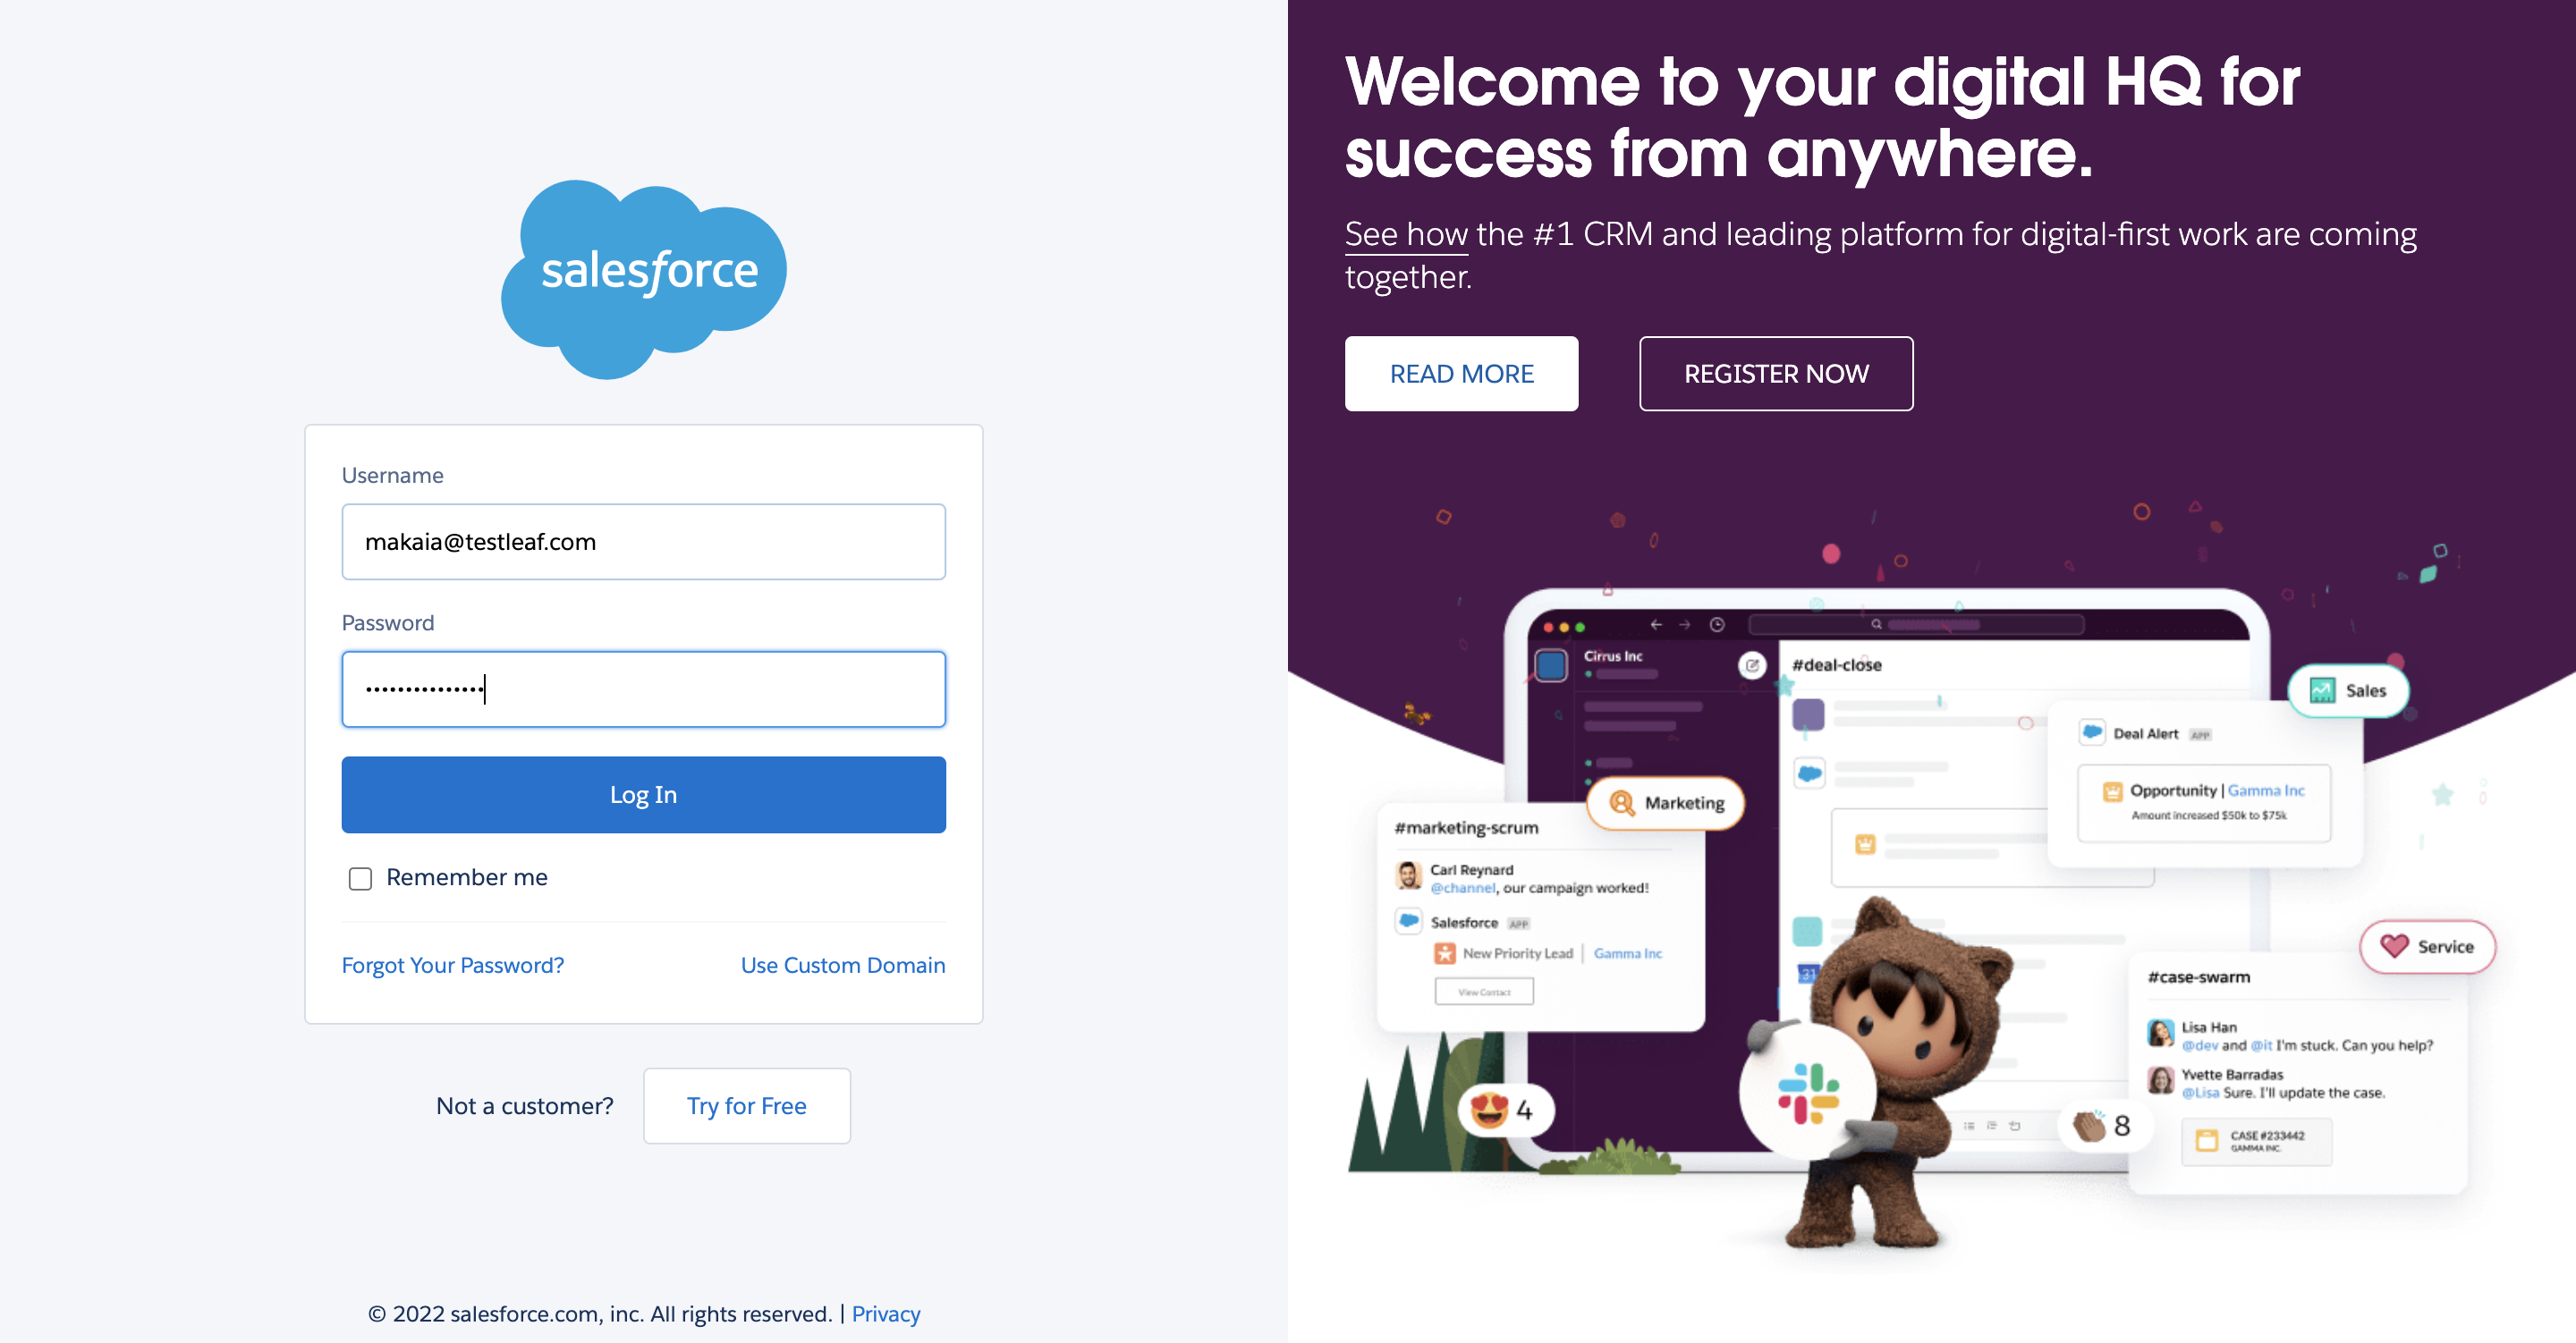 salesforce
Username
makaia@testleaf.com
Password
•••••••••••••••
Log In
Remember me
Forgot Your Password?
Use Custom Domain
Not a customer?
Try for Free
© 2022 salesforce.com, inc. All rights reserved. | Privacy
Welcome to your digital HQ for
success from anywhere.
See how the #1 CRM and leading platform for digital-first work are coming
together.
READ MORE
REGISTER NOW
Cirrus Inc
#deal-close
Sales
Deal Alert APP
Opportunity | Gamma Inc
Amount increased $50k to $75k
Marketing
#marketing-scrum
Carl Reynard
@channel, our campaign worked!
Salesforce APP
New Priority Lead | Gamma Inc
View Contact
31
Service
#case-swarm
Lisa Han
@dev and @it I'm stuck. Can you help?
Yvette Barradas
@Lisa Sure. I'll update the case.
CASE #233442
GAMMA INC.
4
8